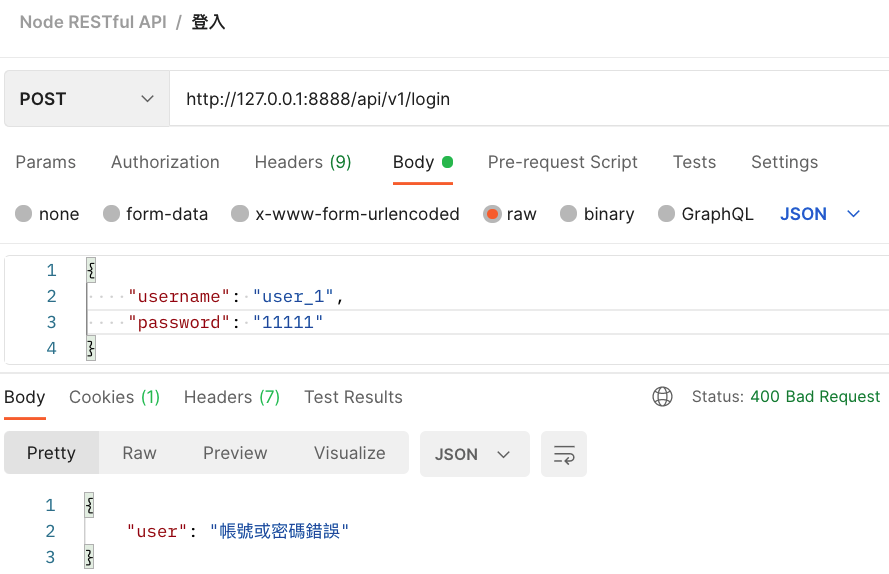 Node RESTful API / 登入
POST http://127.0.0.1:8888/api/v1/login
Params Authorization Headers (9) Body Pre-request Script Tests Settings
none form-data x-www-form-urlencoded raw binary GraphQL JSON
1 {
2 "username": "user_1",
3 "password": "11111"
4 }
Body Cookies (1) Headers (7) Test Results Status: 400 Bad Request
Pretty Raw Preview Visualize JSON
1 {
2 "user": "帳號或密碼錯誤"
3 }